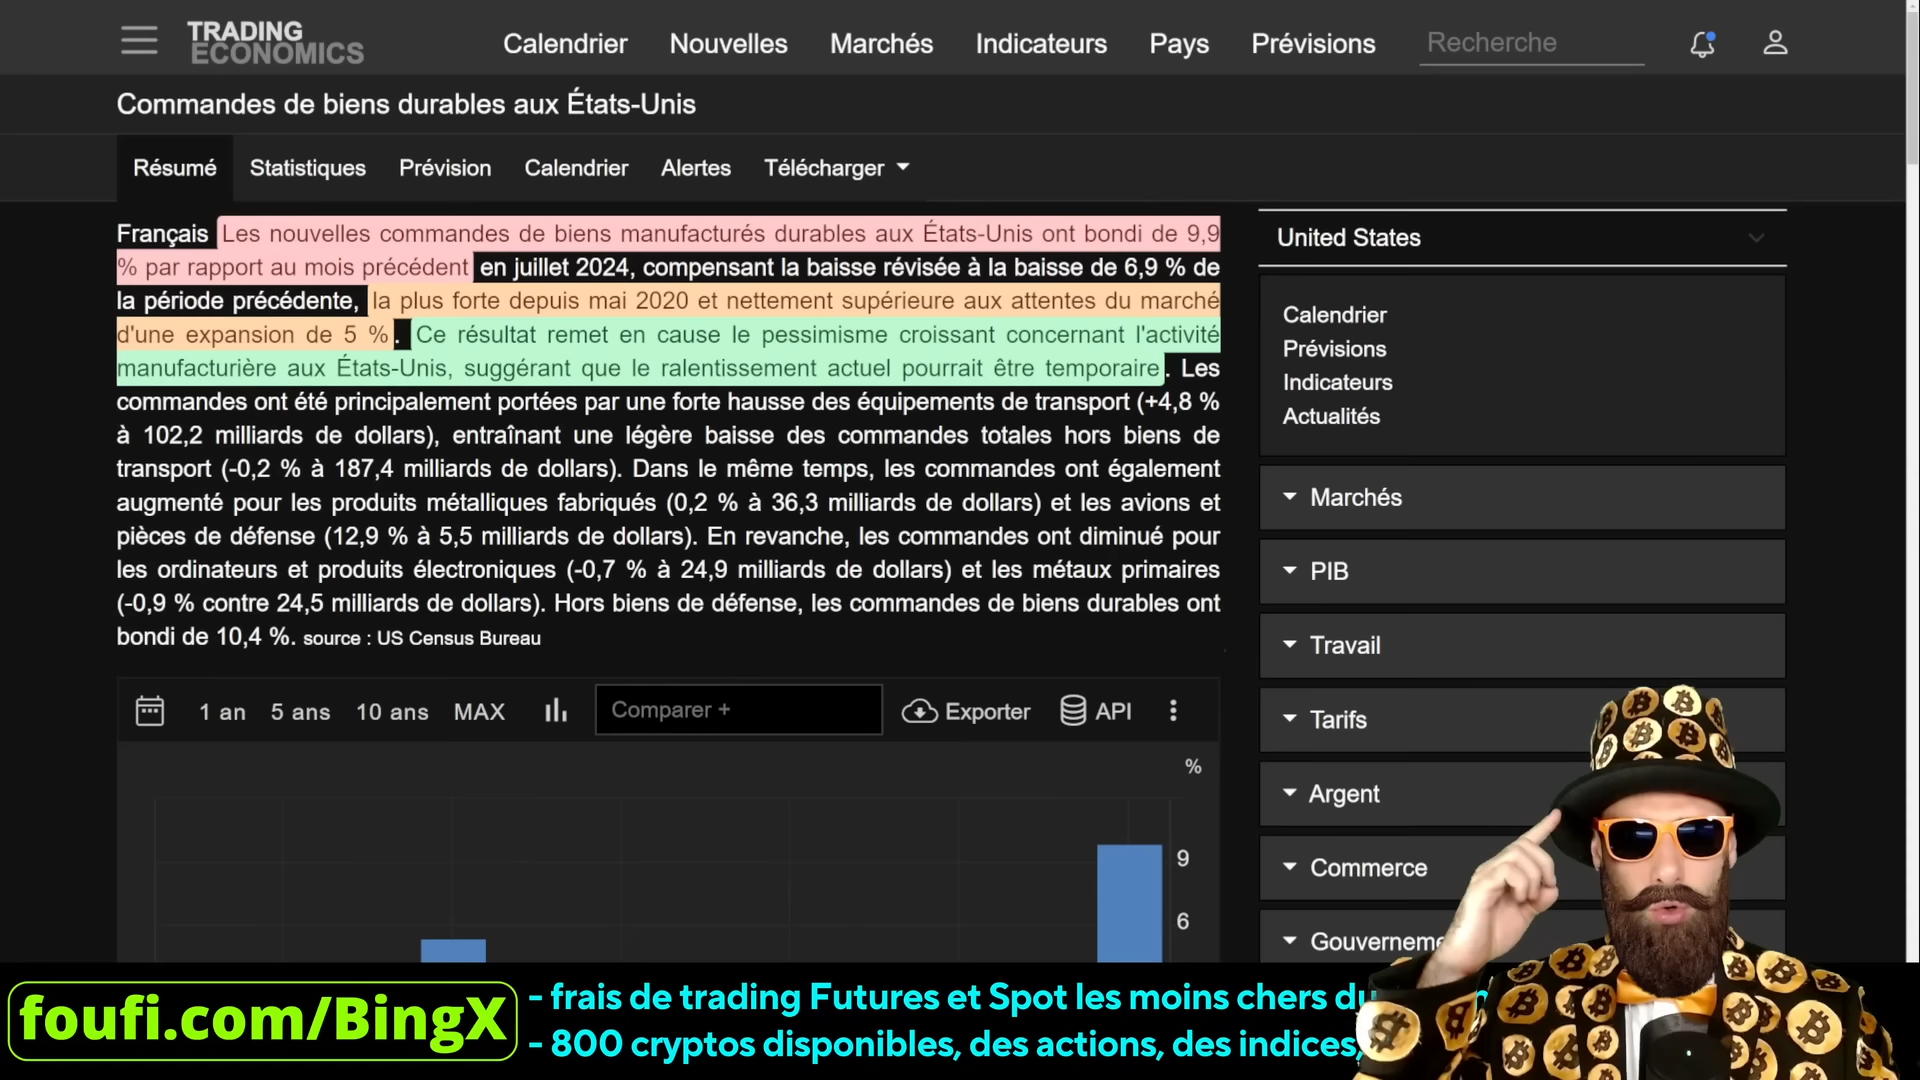 TRADING
ECONOMICS
Calendrier
Nouvelles
Marchés
Indicateurs
Pays
Prévisions
Recherche
Commandes de biens durables aux États-Unis
Résumé
Statistiques
Prévision
Calendrier
Alertes
Télécharger
Français Les nouvelles commandes de biens manufacturés durables aux États-Unis ont bondi de 9,9
% par rapport au mois précédent en juillet 2024, compensant la baisse révisée à la baisse de 6,9 % de
la période précédente, la plus forte depuis mai 2020 et nettement supérieure aux attentes du marché
d'une expansion de 5 %. Ce résultat remet en cause le pessimisme croissant concernant l'activité
manufacturière aux États-Unis, suggérant que le ralentissement actuel pourrait être temporaire. Les
commandes ont été principalement portées par une forte hausse des équipements de transport (+4,8 %
à 102,2 milliards de dollars), entraînant une légère baisse des commandes totales hors biens de
transport (-0,2 % à 187,4 milliards de dollars). Dans le même temps, les commandes ont également
augmenté pour les produits métalliques fabriqués (0,2 % à 36,3 milliards de dollars) et les avions et
pièces de défense (12,9 % à 5,5 milliards de dollars). En revanche, les commandes ont diminué pour
les ordinateurs et produits électroniques (-0,7 % à 24,9 milliards de dollars) et les métaux primaires
(-0,9 % contre 24,5 milliards de dollars). Hors biens de défense, les commandes de biens durables ont
bondi de 10,4 %. source : US Census Bureau
1 an
5 ans
10 ans
MAX
Comparer +
Exporter
API
%
9
6
United States
Calendrier
Prévisions
Indicateurs
Actualités
Marchés
PIB
Travail
Tarifs
Argent
Commerce
Gouverneme
foufi.com/BingX
- frais de trading Futures et Spot les moins chers du
- 800 cryptos disponibles, des actions, des indices,